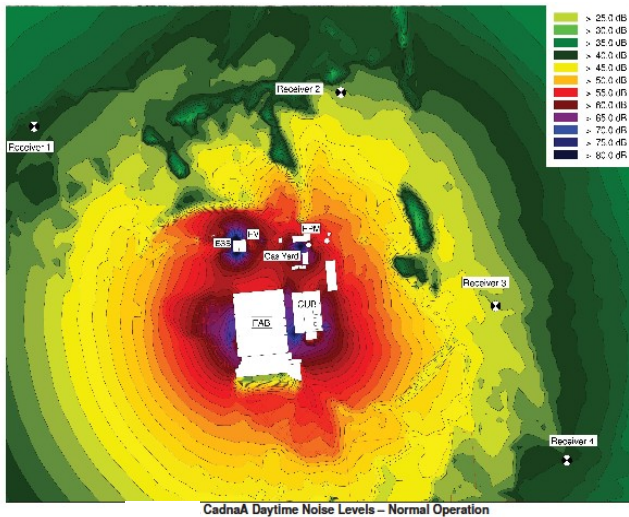 > 25.0 dB
> 30.0 dB
> 35.0 dB
> 40.0 dB
> 45.0 dB
> 50.0 dB
> 55.0 dB
> 60.0 dB
> 65.0 dB
> 70.0 dB
> 75.0 dB
> 80.0 dB
Receiver 2
Receiver 1
HPM
EV
ESS
Gas Yard
CUB
FAB
Receiver 3
Receiver 4
CadnaA Daytime Noise Levels – Normal Operation